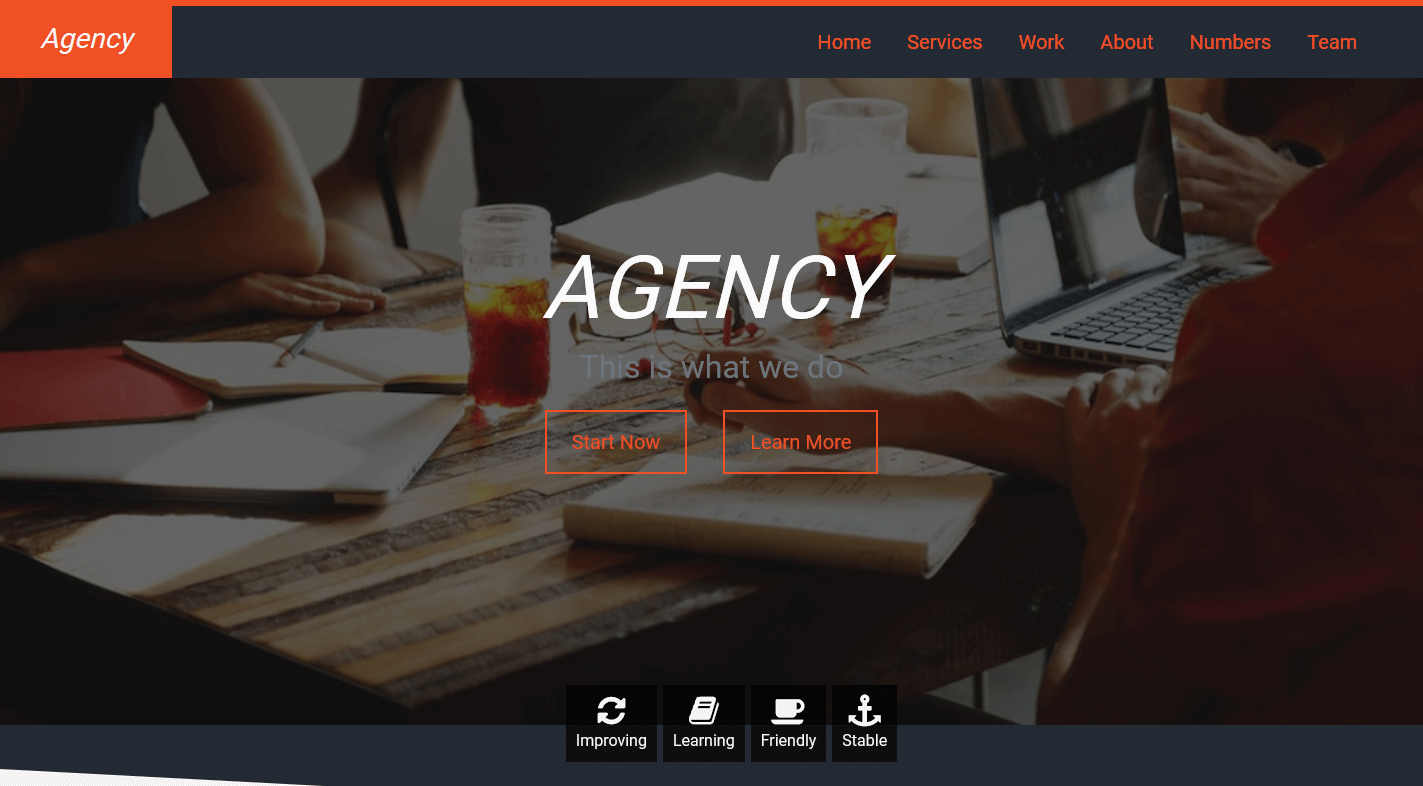 Agency
Home Services Work About Numbers Team
AGENCY
This is what we do
Start Now Learn More
Improving Learning Friendly Stable